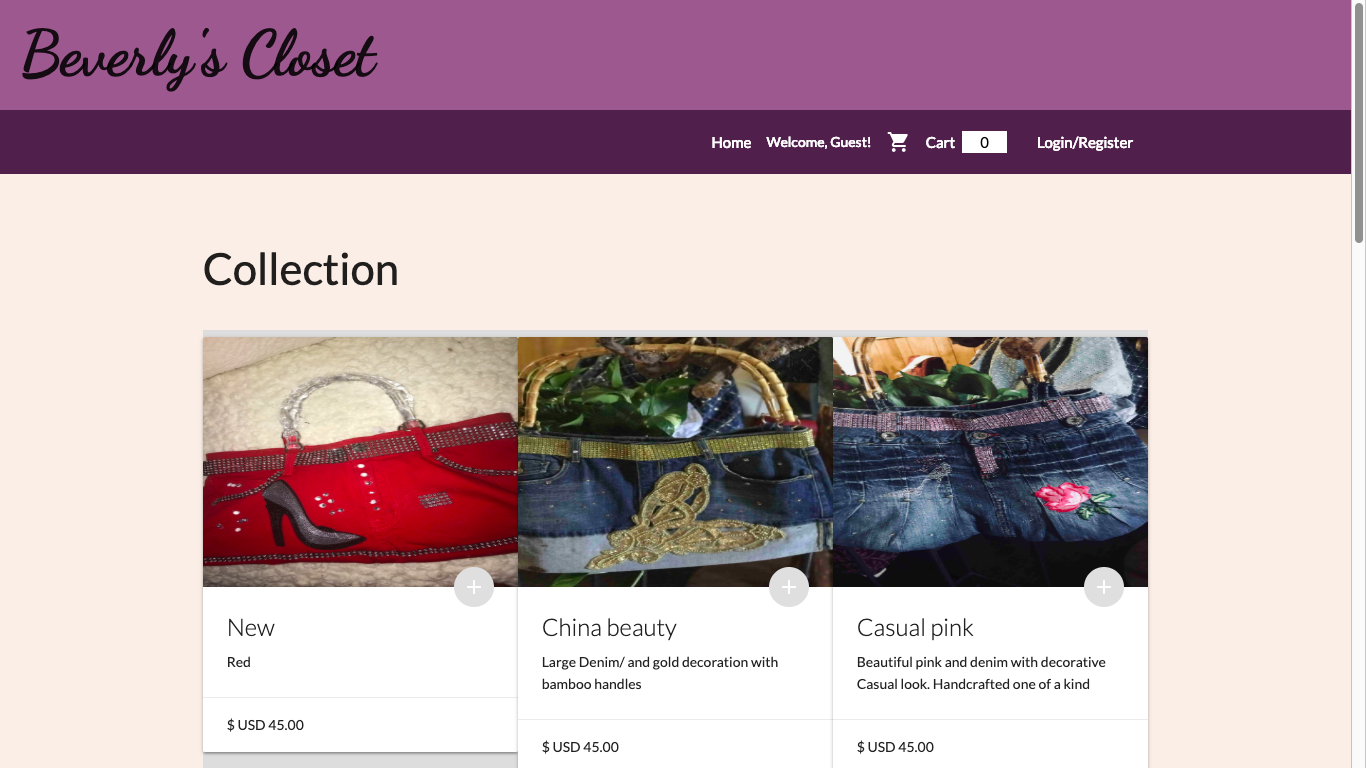 Beverly's Closet
Home Welcome, Guest! Cart 0 Login/Register
Collection
New
Red
$ USD 45.00
China beauty
Large Denim/ and gold decoration with
bamboo handles
$ USD 45.00
Casual pink
Beautiful pink and denim with decorative
Casual look. Handcrafted one of a kind
$ USD 45.00